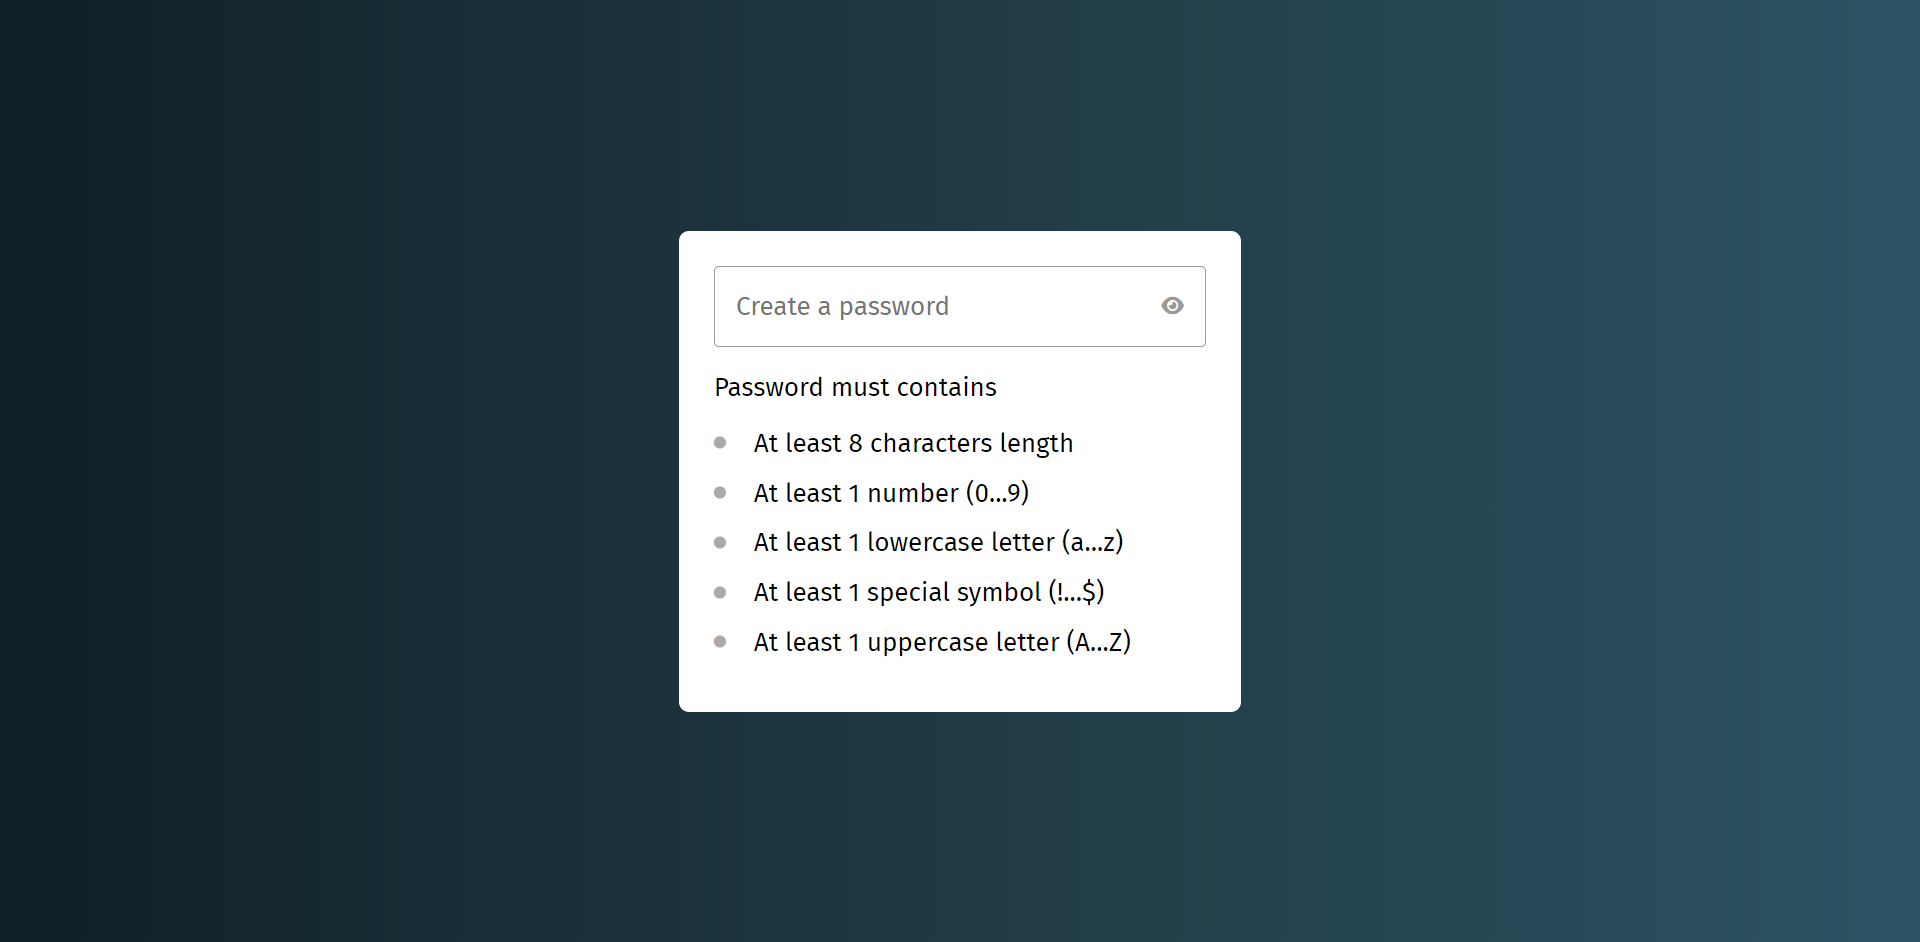 Create a password
Password must contains
At least 8 characters length
At least 1 number (0...9)
At least 1 lowercase letter (a...z)
At least 1 special symbol (!...$)
At least 1 uppercase letter (A...Z)